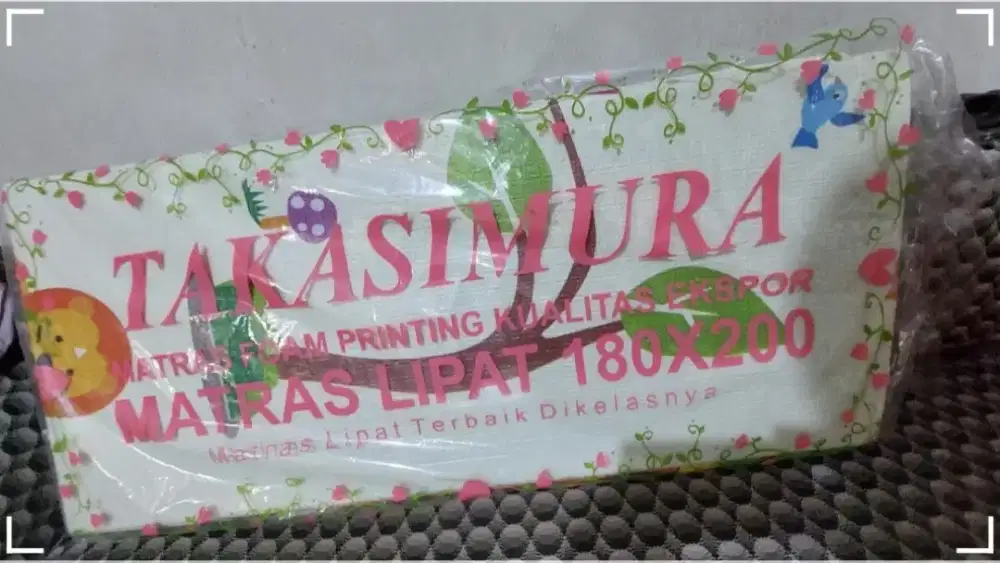 TAKASIMURA
MATRAS FOAM PRINTING KUALITAS EKSPOR
MATRAS LIPAT 180X200
Matras Lipat Terbaik Dikelasnya